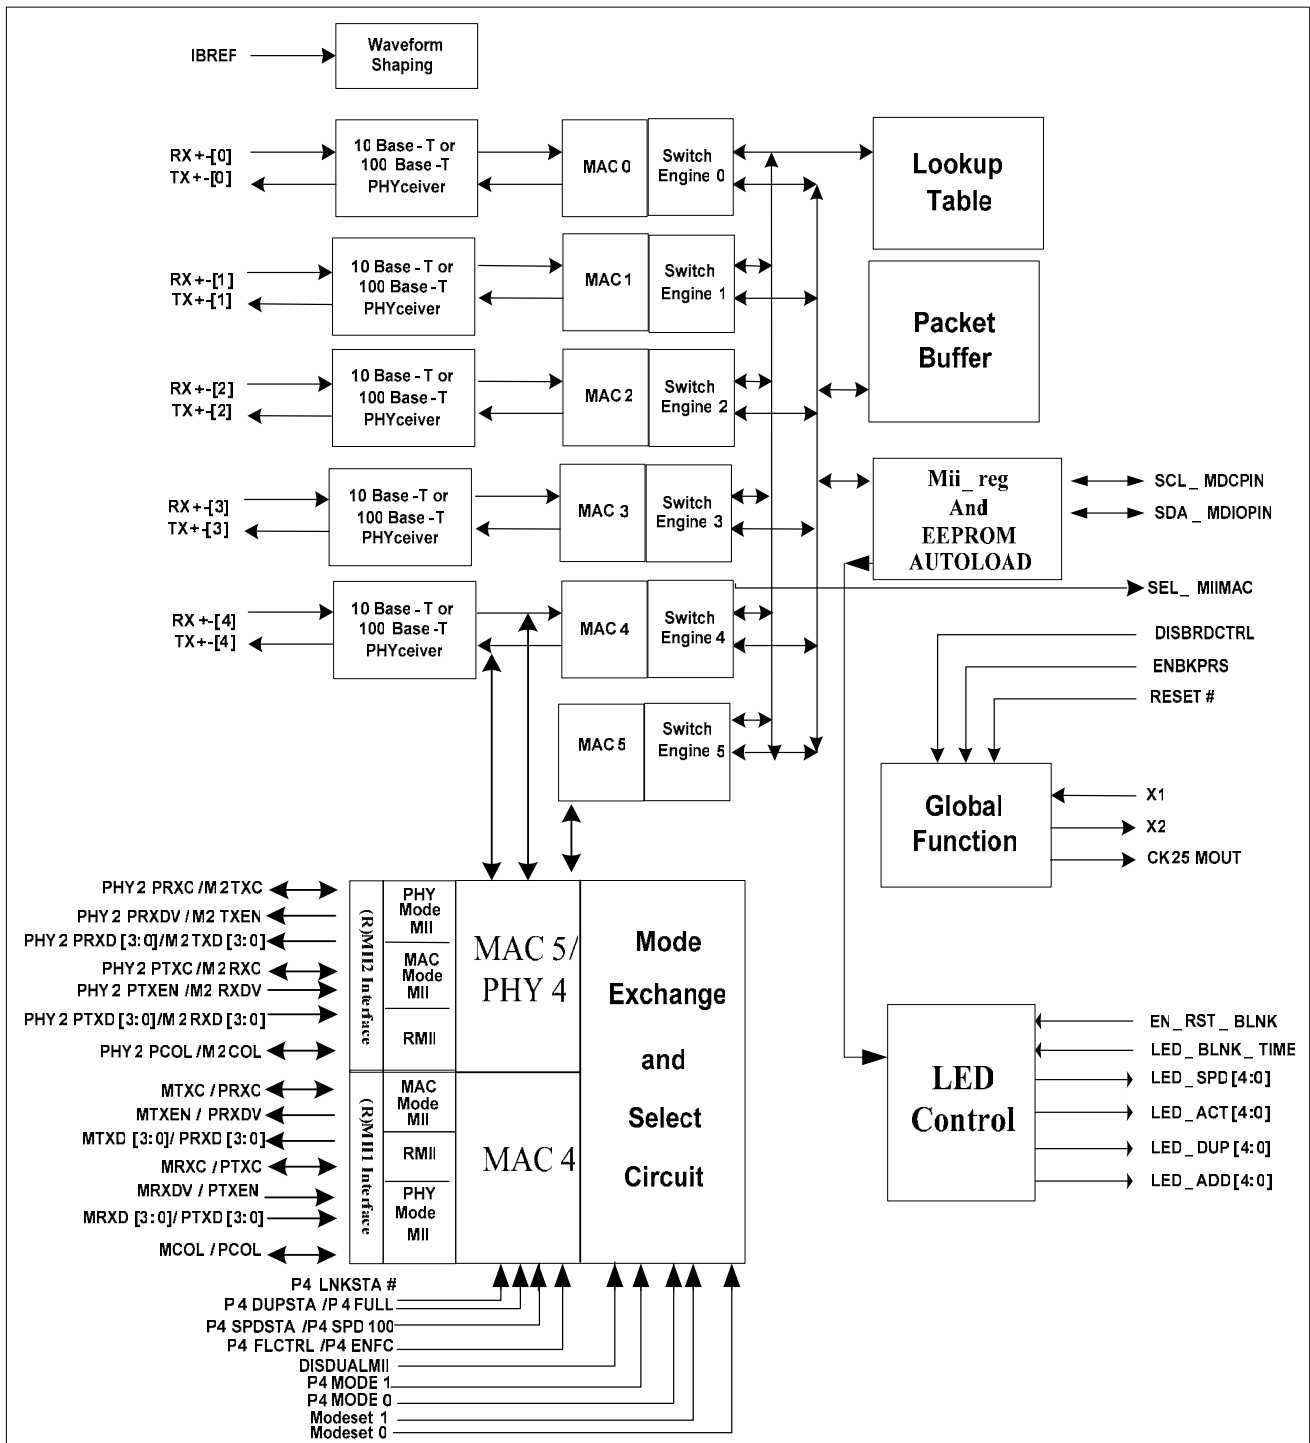 IBREF
Waveform
Shaping
RX+-[0]
TX+-[0]
10 Base-T or
100 Base-T
PHYceiver
MAC 0
Switch
Engine 0
Lookup
Table
RX+-[1]
TX+-[1]
10 Base-T or
100 Base-T
PHYceiver
MAC 1
Switch
Engine 1
Packet
Buffer
RX+-[2]
TX+-[2]
10 Base-T or
100 Base-T
PHYceiver
MAC 2
Switch
Engine 2
RX+-[3]
TX+-[3]
10 Base-T or
100 Base-T
PHYceiver
MAC 3
Switch
Engine 3
Mii_reg
And
EEPROM
AUTOLOAD
SCL_MDCPIN
SDA_MDIOPIN
RX+-[4]
TX+-[4]
10 Base-T or
100 Base-T
PHYceiver
MAC 4
Switch
Engine 4
SEL_MIIMAC
DISBRDCTRL
ENBKPRS
RESET #
MAC 5
Switch
Engine 5
Global
Function
X1
X2
CK25 MOUT
PHY2 PRXC/M2TXC
PHY2 PRXDV/M2 TXEN
PHY2 PRXD [3:0]/M2TXD [3:0]
PHY2 PTXC/M2RXC
PHY2 PTXEN/M2 RXDV
PHY2 PTXD [3:0]/M2RXD [3:0]
PHY2 PCOL/M2COL
(R)MII2 Interface
PHY
Mode
MII
MAC
Mode
MII
RMII
MAC 5/
PHY 4
Mode
Exchange
and
Select
Circuit
MTXC / PRXC
MTXEN / PRXDV
MTXD [3:0]/ PRXD [3:0]
MRXC / PTXC
MRXDV / PTXEN
MRXD [3:0]/ PTXD [3:0]
MCOL / PCOL
(R)MII1 Interface
MAC
Mode
MII
RMII
PHY
Mode
MII
MAC 4
LED
Control
EN_RST_BLNK
LED_BLNK_TIME
LED_SPD[4:0]
LED_ACT[4:0]
LED_DUP[4:0]
LED_ADD[4:0]
P4 LNKSTA #
P4 DUPSTA /P4 FULL
P4 SPDSTA /P4 SPD 100
P4 FLCTRL /P4 ENFC
DISDUALMII
P4 MODE 1
P4 MODE 0
Modeset 1
Modeset 0